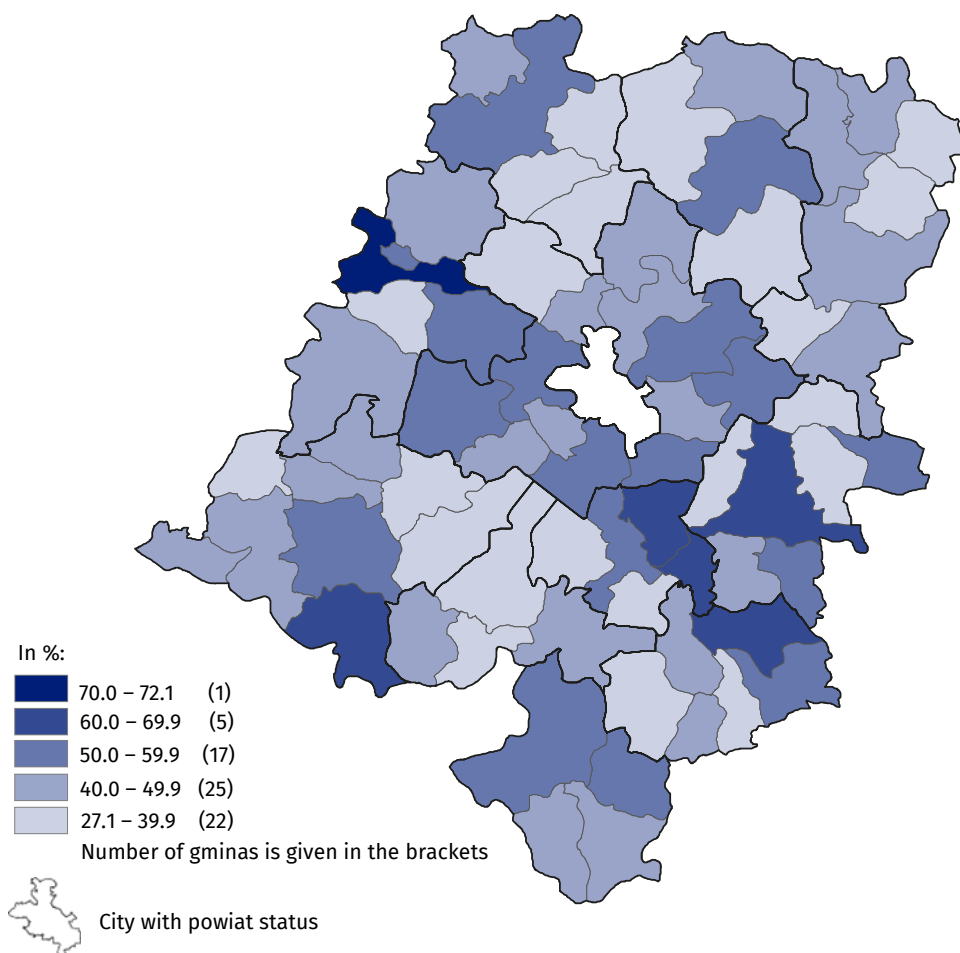 In %:
70.0 – 72.1 (1)
60.0 – 69.9 (5)
50.0 – 59.9 (17)
40.0 – 49.9 (25)
27.1 – 39.9 (22)
Number of gminas is given in the brackets
City with powiat status